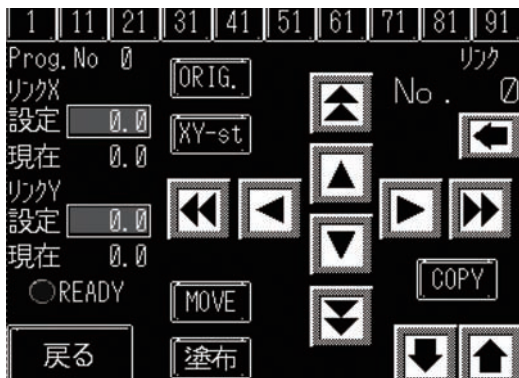 1 11 21 31 41 51 61 71 81 91
Prog.No 0
リンク
リンクX
ORIG.
No. 0
設定 0.0
XY-st
現在 0.0
リンクY
設定 0.0
現在 0.0
READY
MOVE
COPY
戻る
塗布